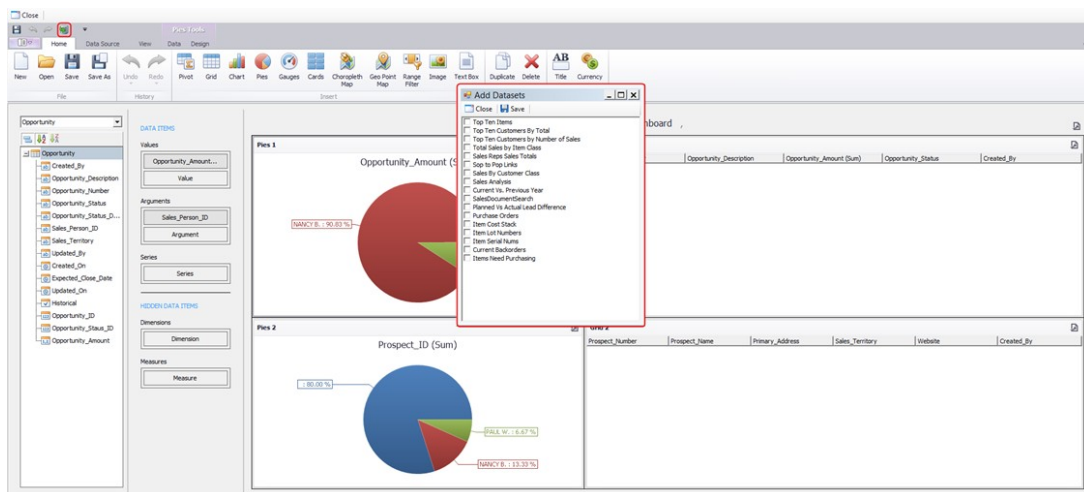 Close
Pies Tools
File
Home Data Source View Data Design
New Open Save Save As Undo Redo Pivot Grid Chart Pies Gauges Cards Choropleth Map Geo Point Map Range Filter Image Text Box Duplicate Delete AB Title Currency
File History Insert
Add Datasets
Close Save
Top Ten Items
Top Ten Customers By Total
Top Ten Customers by Number of Sales
Total Sales by Item Class
Sales Reps Sales Totals
Sop to Pop Links
Sales By Customer Class
Sales Analysis
Current Vs. Previous Year
SalesDocumentSearch
Planned Vs Actual Lead Difference
Purchase Orders
Item Cost Stack
Item Lot Numbers
Item Serial Nums
Current Backorders
Items Need Purchasing
Opportunity
Opportunity
Created_By
Opportunity_Description
Opportunity_Number
Opportunity_Status
Opportunity_Status_D...
Sales_Person_ID
Sales_Territory
Updated_By
Created_On
Expected_Close_Date
Updated_On
Historical
Opportunity_ID
Opportunity_Staus_ID
Opportunity_Amount
DATA ITEMS
Values
Opportunity_Amount...
Value
Arguments
Sales_Person_ID
Argument
Series
Series
HIDDEN DATA ITEMS
Dimensions
Dimension
Measures
Measure
hboard ,
Pies 1
Opportunity_Amount (S
NANCY B. : 90.83 %
Opportunity_Description Opportunity_Amount (Sum) Opportunity_Status Created_By
Pies 2
Prospect_ID (Sum)
: 80.00 %
PAUL W. : 6.67 %
NANCY B. : 13.33 %
Grid 2
Prospect_Number Prospect_Name Primary_Address Sales_Territory Website Created_By